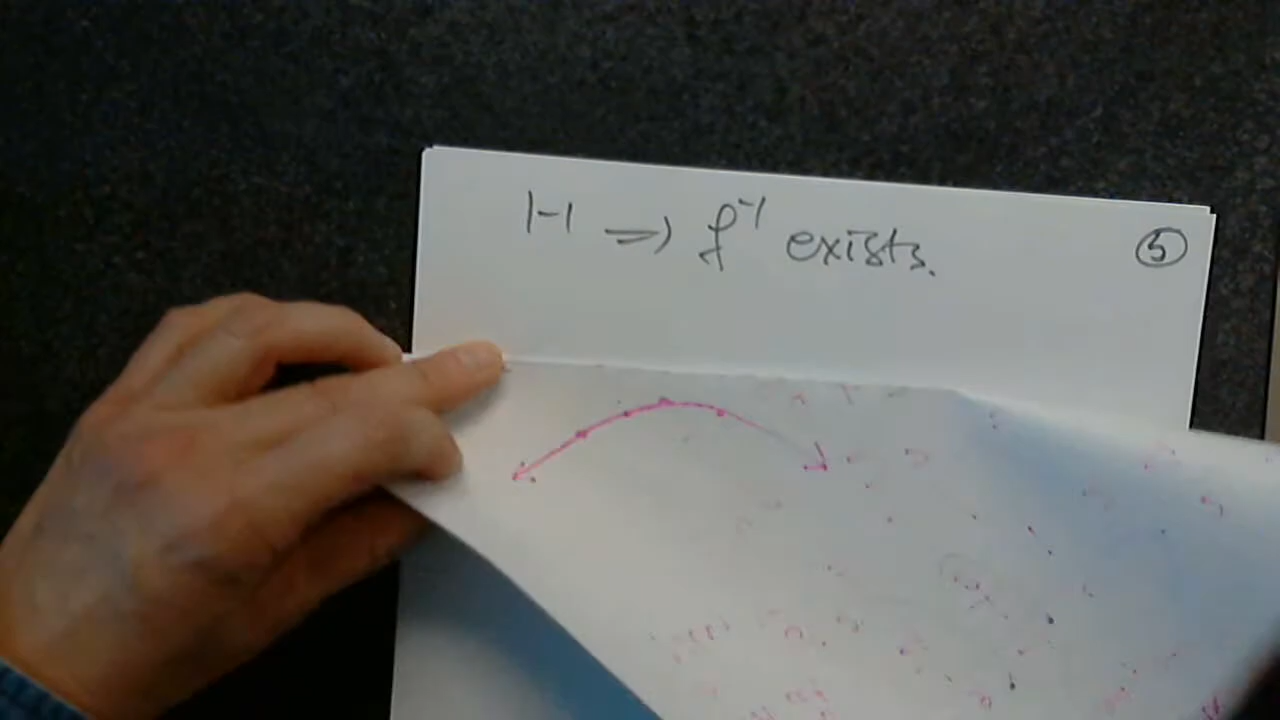 1-1 ⇒ f⁻¹ exists.
⑤